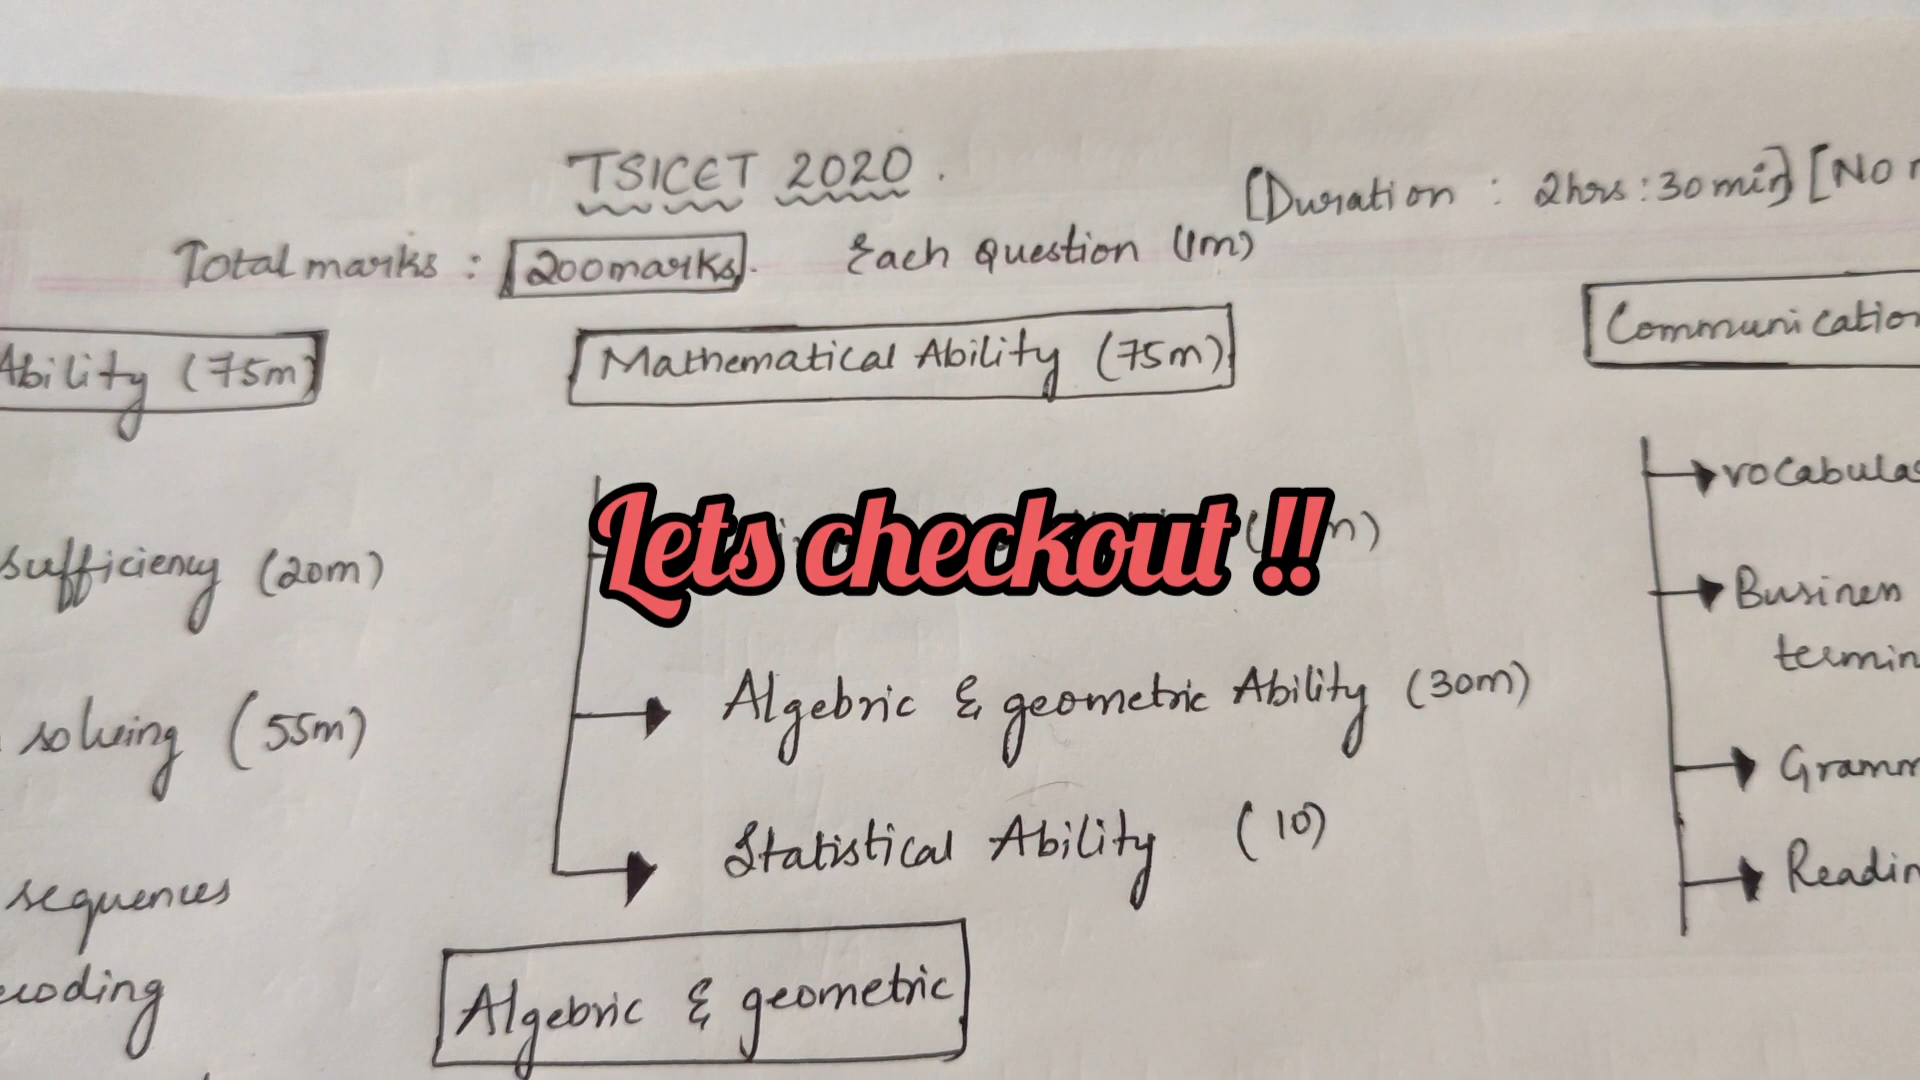 TSICET 2020.
[Duration : 2hrs:30min] [No
Total marks : 200marks. Each question (1m)
Ability (75m)
Mathematical Ability (75m)
Communication
vocabula
Lets checkout !!
sufficiency (20m)
Businen
termin
Algebric & geometric Ability (30m)
solving (55m)
Gramm
Statistical Ability (10)
Readin
sequences
Algebric & geometric
coding